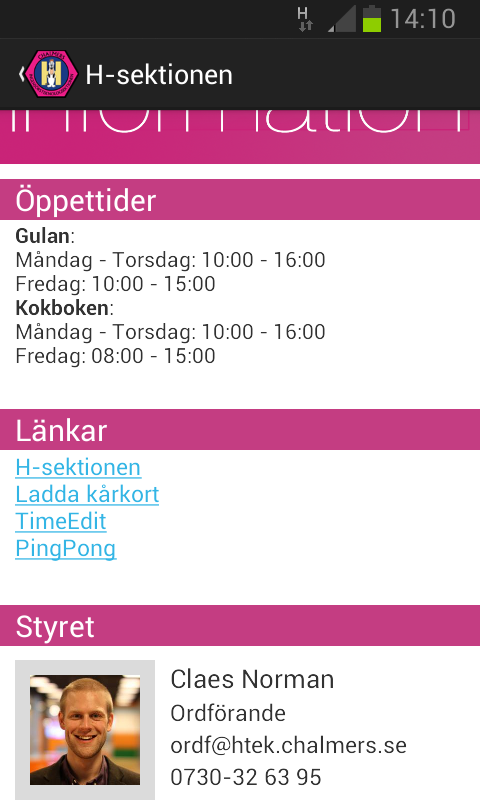 H
14:10
CHALMERS
H
H-sektionen
Information
Öppettider
Gulan:
Måndag - Torsdag: 10:00 - 16:00
Fredag: 10:00 - 15:00
Kokboken:
Måndag - Torsdag: 10:00 - 16:00
Fredag: 08:00 - 15:00
Länkar
H-sektionen
Ladda kårkort
TimeEdit
PingPong
Styret
Claes Norman
Ordförande
ordf@htek.chalmers.se
0730-32 63 95